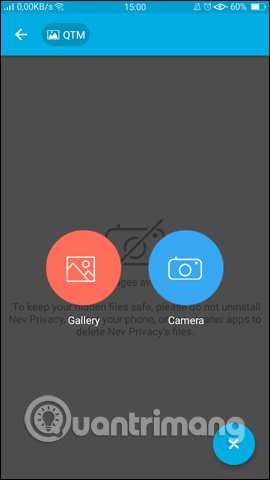 0,00KB/s
15:00
60%
QTM
To keep your hidden files safe, please do not uninstall
Nev Privacy, your phone, or apps to
delete Nev Privacy's files.
Gallery
Camera
Quantrimang